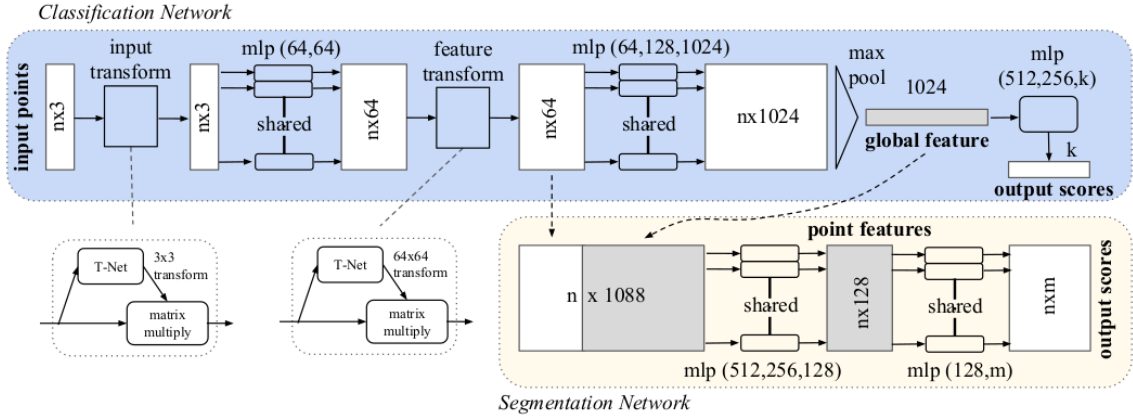 Classification Network
input points
nx3
input
transform
nx3
mlp (64,64)
shared
nx64
feature
transform
nx64
mlp (64,128,1024)
shared
nx1024
max
pool
1024
global feature
mlp
(512,256,k)
k
output scores
T-Net
3x3
transform
matrix
multiply
T-Net
64x64
transform
matrix
multiply
point features
n x 1088
shared
mlp (512,256,128)
nx128
shared
mlp (128,m)
nxm
output scores
Segmentation Network